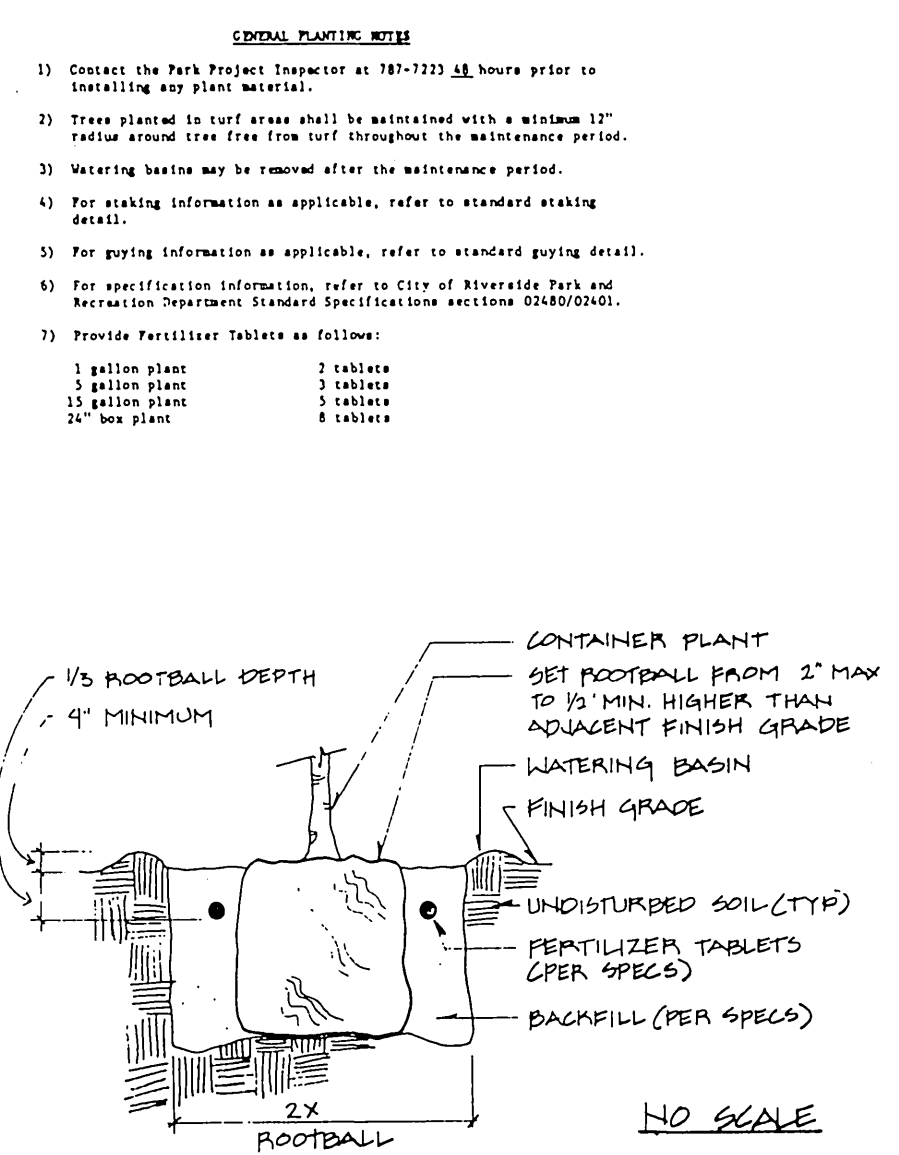 GENERAL PLANTING NOTES
1) Contact the Park Project Inspector at 787-7223 48 hours prior to
installing any plant material.
2) Trees planted in turf areas shall be maintained with a minimum 12"
radius around tree free from turf throughout the maintenance period.
3) Watering basins may be removed after the maintenance period.
4) For staking information as applicable, refer to standard staking
detail.
5) For guying information as applicable, refer to standard guying detail.
6) For specification information, refer to City of Riverside Park and
Recreation Department Standard Specifications sections 02480/02401.
7) Provide Fertilizer Tablets as follows:
1 gallon plant 2 tablets
5 gallon plant 3 tablets
15 gallon plant 5 tablets
24" box plant 8 tablets
CONTAINER PLANT
1/3 ROOTBALL DEPTH
4" MINIMUM
SET ROOTBALL FROM 2" MAX
TO 1/2' MIN. HIGHER THAN
ADJACENT FINISH GRADE
WATERING BASIN
FINISH GRADE
UNDISTURBED SOIL (TYP)
FERTILIZER TABLETS
(PER SPECS)
BACKFILL (PER SPECS)
2X
ROOTBALL
NO SCALE